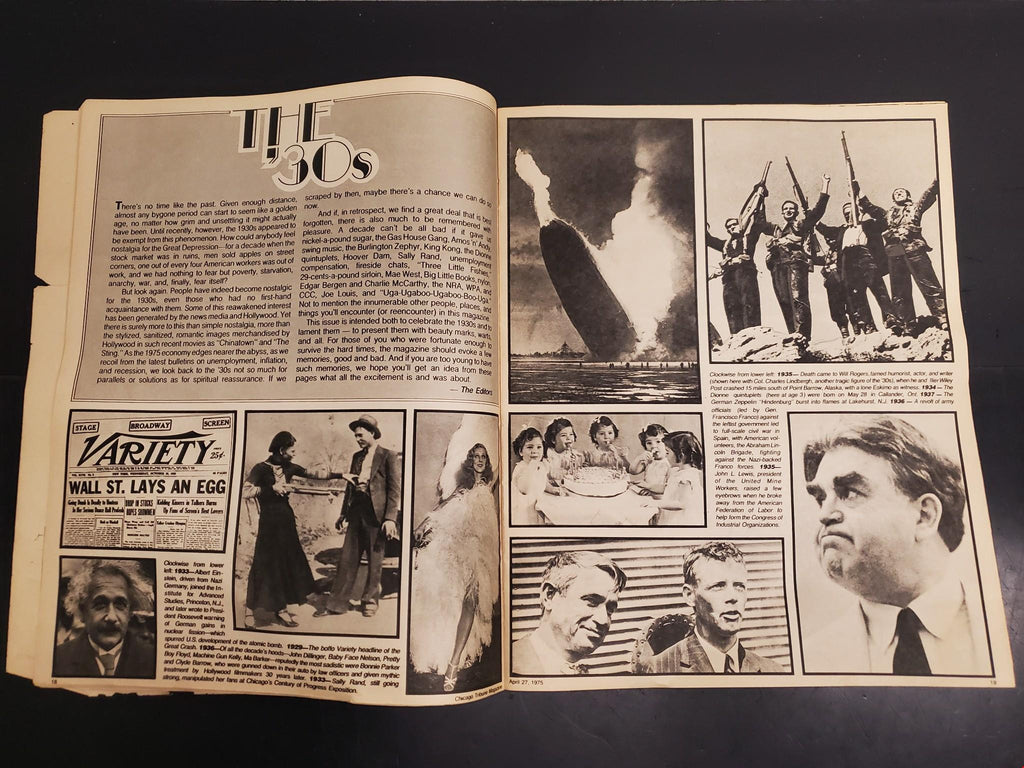 THE
'30s
There's no time like the past. Given enough distance,
almost any bygone period can start to seem like a golden
age, no matter how grim and unsettling it might actually
have been. Until recently, however, the 1930s appeared to
be exempt from this phenomenon. How could anybody feel
nostalgia for the Great Depression—for a decade when the
stock market was in ruins, men sold apples on street
corners, one out of every four American workers was out of
work, and we had nothing to fear but poverty, starvation,
anarchy, war, and, finally, fear itself?
But look again. People have indeed become nostalgic
for the 1930s, even those who had no first-hand
acquaintance with them. Some of this reawakened interest
has been generated by the news media and Hollywood. Yet
there is surely more to this than simple nostalgia, more than
the stylized, sanitized, romantic images merchandised by
Hollywood in such recent movies as "Chinatown" and "The
Sting." As the 1975 economy edges nearer the abyss, as we
recoil from the latest bulletins on unemployment, inflation,
and recession, we look back to the '30s not so much for
parallels or solutions as for spiritual reassurance. If we
scraped by then, maybe there's a chance we can do so
now.
And if, in retrospect, we find a great deal that is best
forgotten, there is also much to be remembered with
pleasure. A decade can't be all bad if it gave us
nickel-a-pound sugar, the Gas House Gang, Amos 'n' Andy,
swing music, the Burlington Zephyr, King Kong, the Dionne
quintuplets, Hoover Dam, Sally Rand, unemployment
compensation, fireside chats, "Three Little Fishes,"
29-cents-a-pound sirloin, Mae West, Big Little Books, nylon,
Edgar Bergen and Charlie McCarthy, the NRA, WPA, and
CCC, Joe Louis, and "Uga-Ugaboo-Ugaboo-Boo-Uga."
Not to mention the innumerable other people, places, and
things you'll encounter (or reencounter) in this magazine.
This issue is intended both to celebrate the 1930s and to
lament them — to present them with beauty marks, warts,
and all. For those of you who were fortunate enough to
survive the hard times, the magazine should evoke a few
memories, good and bad. And if you are too young to have
such memories, we hope you'll get an idea from these
pages what all the excitement is and was about.
— The Editors
STAGE BROADWAY SCREEN
VARIETY
25¢
WALL ST. LAYS AN EGG
DROP IN STOCKS
ROPES SHOWMEN
Kidding Kissers in Talkers Burns
Up Fans of Screen's Best Lovers
Clockwise from lower
left: 1933—Albert Ein-
stein, driven from Nazi
Germany, joined the In-
stitute for Advanced
Studies, Princeton, N.J.,
and later wrote to Presi-
dent Roosevelt warning
of German gains in
nuclear fission—which
spurred U.S. development of the atomic bomb. 1929—The boffo Variety headline of the
Great Crash. 1930—Of all the decade's hoods—John Dillinger, Baby Face Nelson, Pretty
Boy Floyd, Machine Gun Kelly, Ma Barker—reputedly the most sadistic were Bonnie Parker
and Clyde Barrow, who were gunned down in their auto by law officers and given mythic
treatment by Hollywood filmmakers 30 years later. 1933—Sally Rand, still going
strong, manipulated her fans at Chicago's Century of Progress Exposition.
18
Chicago Tribune Magazine
Clockwise from lower left: 1935— Death came to Will Rogers, famed humorist, actor, and writer
(shown here with Col. Charles Lindbergh, another tragic figure of the '30s), when he and flier Wiley
Post crashed 15 miles south of Point Barrow, Alaska, with a lone Eskimo as witness. 1934 — The
Dionne quintuplets (here at age 3) were born on May 28 in Callander, Ont. 1937 — The
German Zeppelin "Hindenburg" burst into flames at Lakehurst, N.J. 1936 — A revolt of army
officials (led by Gen.
Francisco Franco) against
the leftist government led
to full-scale civil war in
Spain, with American vol-
unteers, the Abraham Lin-
coln Brigade, fighting
against the Nazi-backed
Franco forces. 1935—
John L. Lewis, president
of the United Mine
Workers, raised a few
eyebrows when he broke
away from the American
Federation of Labor to
help form the Congress of
Industrial Organizations.
April 27, 1975
19